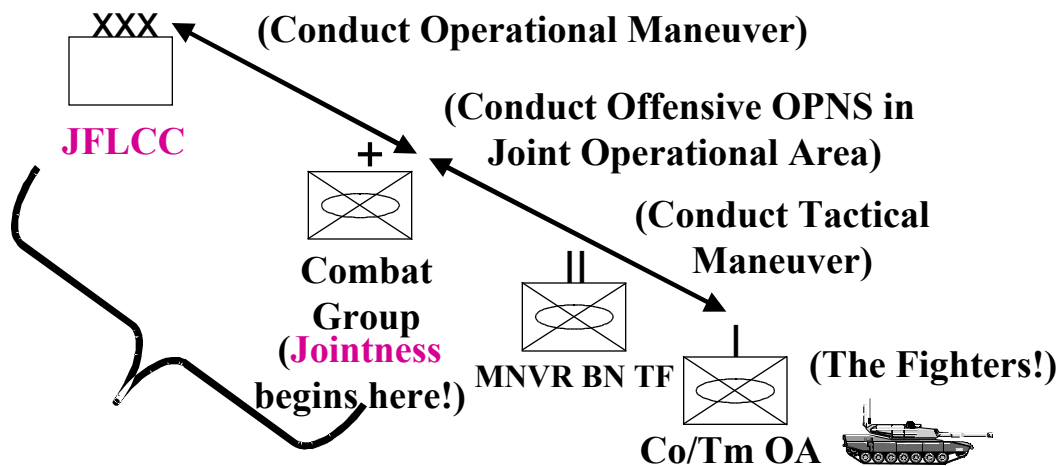 XXX
(Conduct Operational Maneuver)
JFLCC
(Conduct Offensive OPNS in
Joint Operational Area)
+
(Conduct Tactical
Maneuver)
Combat
Group
(Jointness
begins here!)
II
MNVR BN TF
I
(The Fighters!)
Co/Tm OA